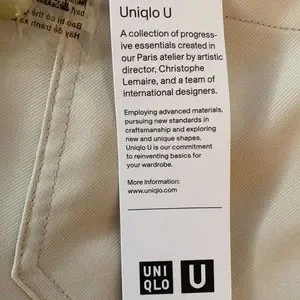 Uniqlo U
A collection of progress-
ive essentials created in
our Paris atelier by artistic
director, Christophe
Lemaire, and a team of
international designers.
Employing advanced materials,
pursuing new standards in
craftsmanship and exploring
new and unique shapes,
Uniqlo U is our commitment
to reinventing basics for
your wardrobe.
More Information:
www.uniqlo.com
UNI
QLO
U